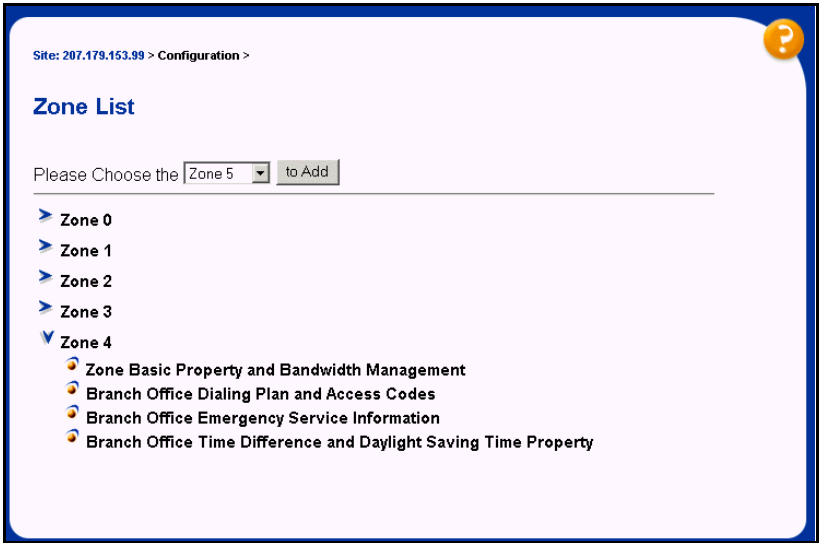 Site: 207.179.153.99 > Configuration >
?
Zone List
Please Choose the Zone 5 to Add
Zone 0
Zone 1
Zone 2
Zone 3
Zone 4
Zone Basic Property and Bandwidth Management
Branch Office Dialing Plan and Access Codes
Branch Office Emergency Service Information
Branch Office Time Difference and Daylight Saving Time Property